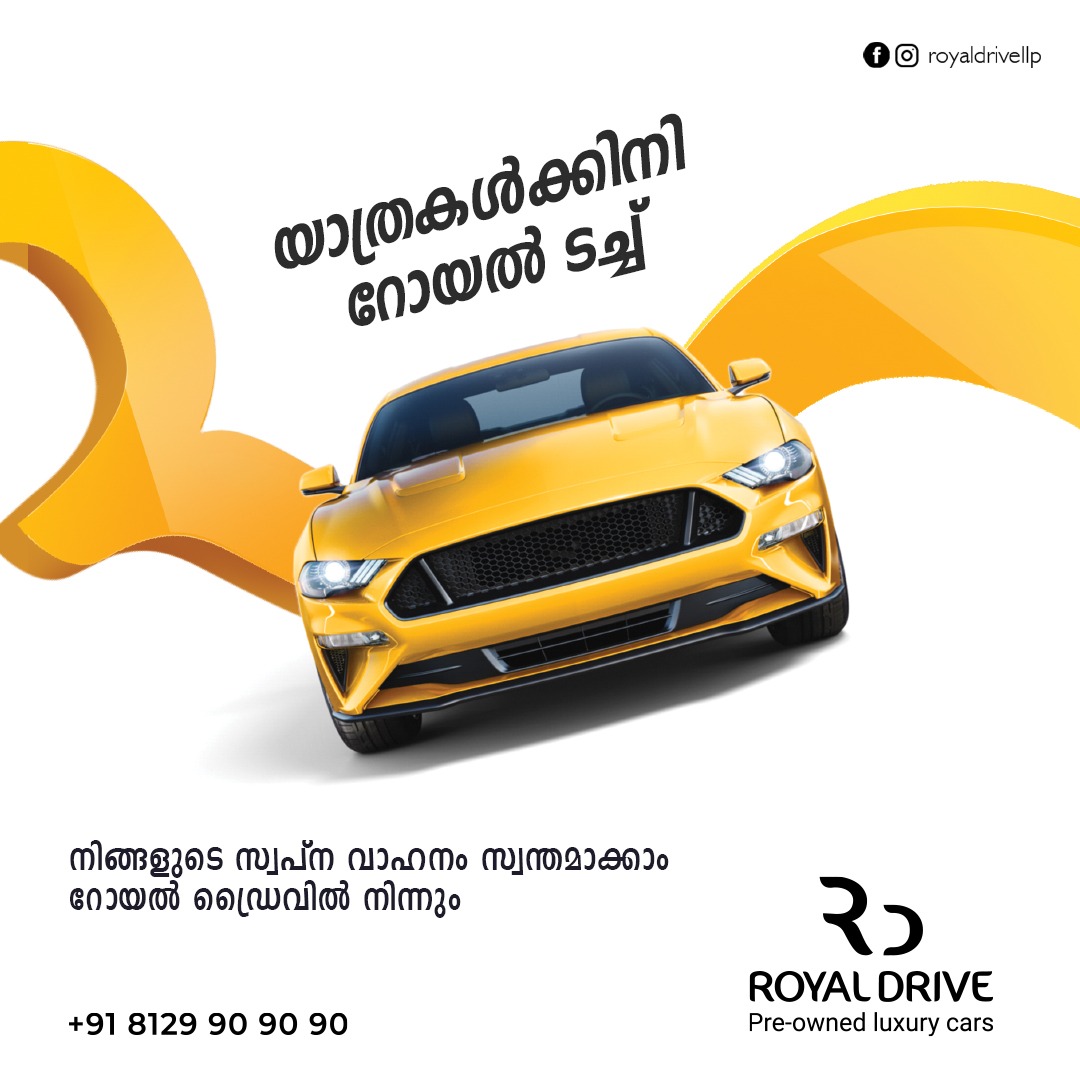 royaldrivellp
യാത്രകൾക്കിനി
റോയൽ ടച്ച്
നിങ്ങളുടെ സ്വപ്ന വാഹനം സ്വന്തമാക്കാം
റോയൽ ഡ്രൈവിൽ നിന്നും
+91 8129 90 90 90
RD
ROYAL DRIVE
Pre-owned luxury cars